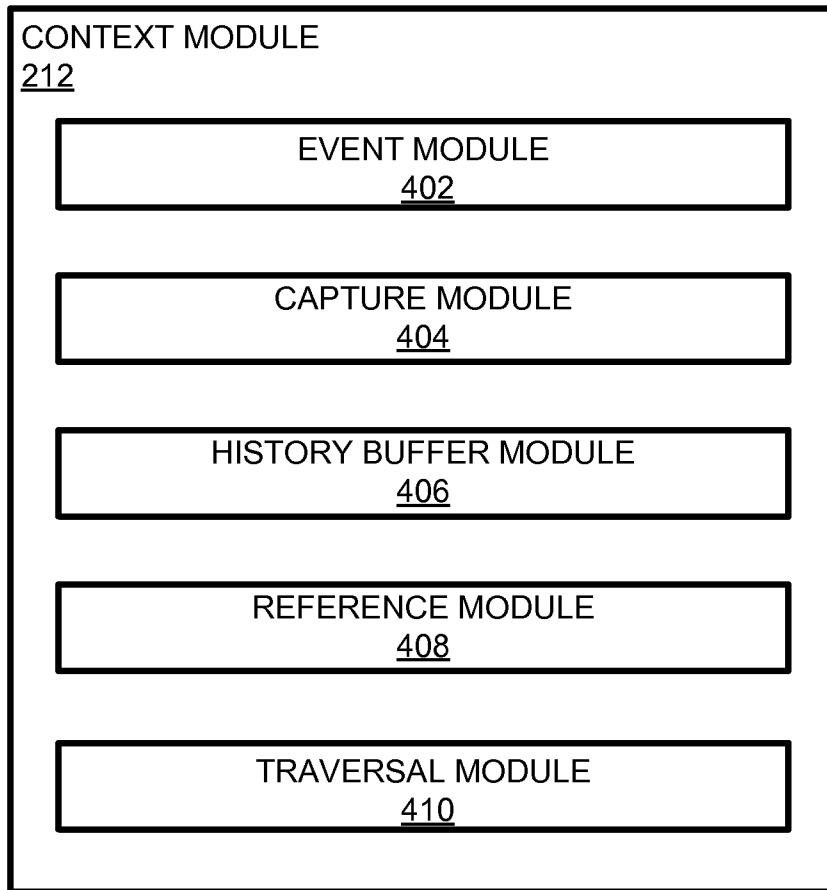 CONTEXT MODULE
212
EVENT MODULE
402
CAPTURE MODULE
404
HISTORY BUFFER MODULE
406
REFERENCE MODULE
408
TRAVERSAL MODULE
410